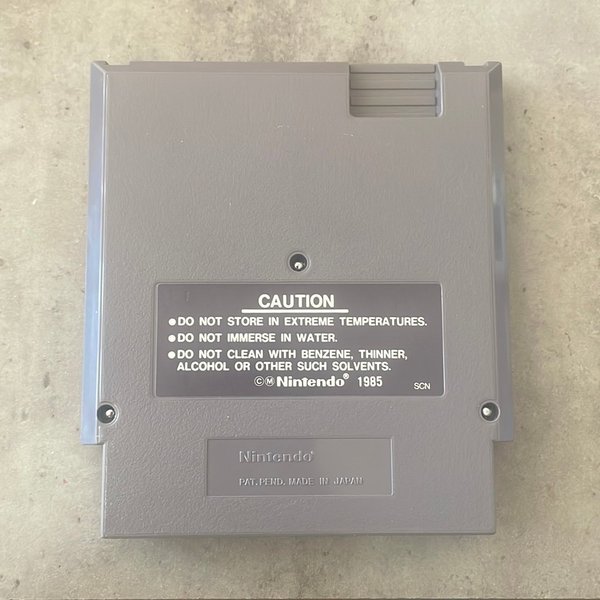 CAUTION
●DO NOT STORE IN EXTREME TEMPERATURES.
●DO NOT IMMERSE IN WATER.
●DO NOT CLEAN WITH BENZENE, THINNER,
ALCOHOL OR OTHER SUCH SOLVENTS.
©Ⓜ Nintendo® 1985 SCN
Nintendo®
PAT. PEND. MADE IN JAPAN